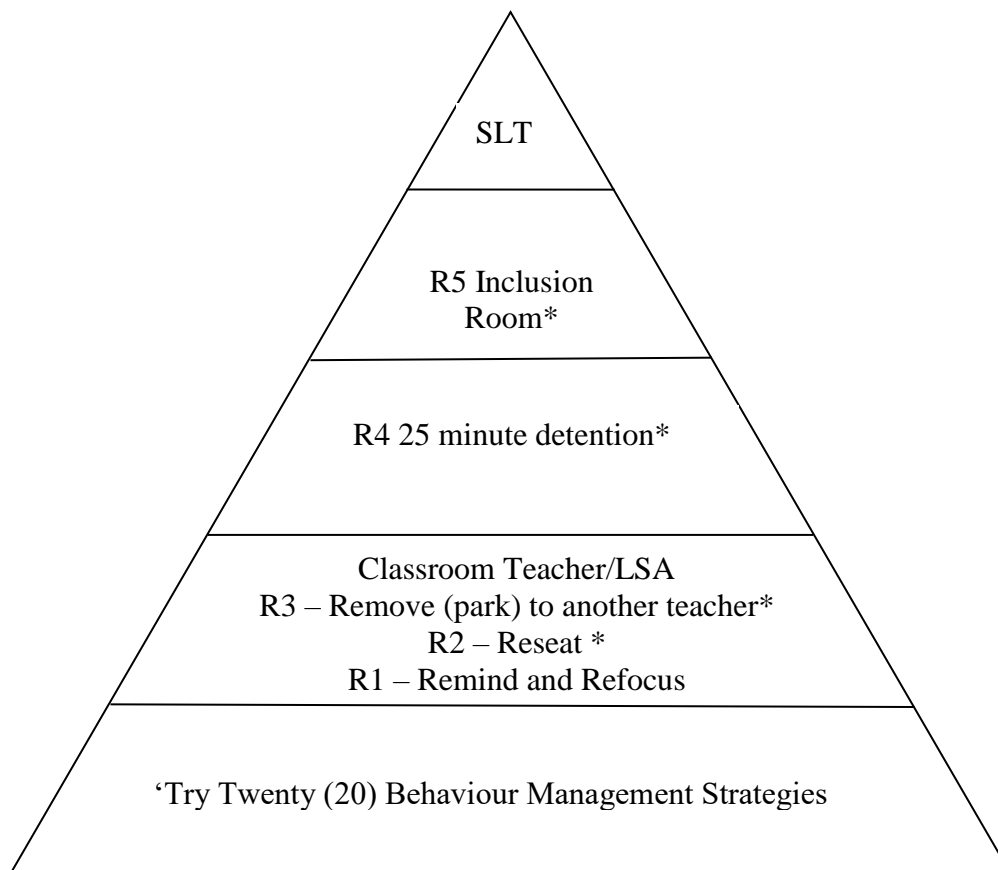 SLT
R5 Inclusion
Room*
R4 25 minute detention*
Classroom Teacher/LSA
R3 – Remove (park) to another teacher*
R2 – Reseat *
R1 – Remind and Refocus
‘Try Twenty (20) Behaviour Management Strategies